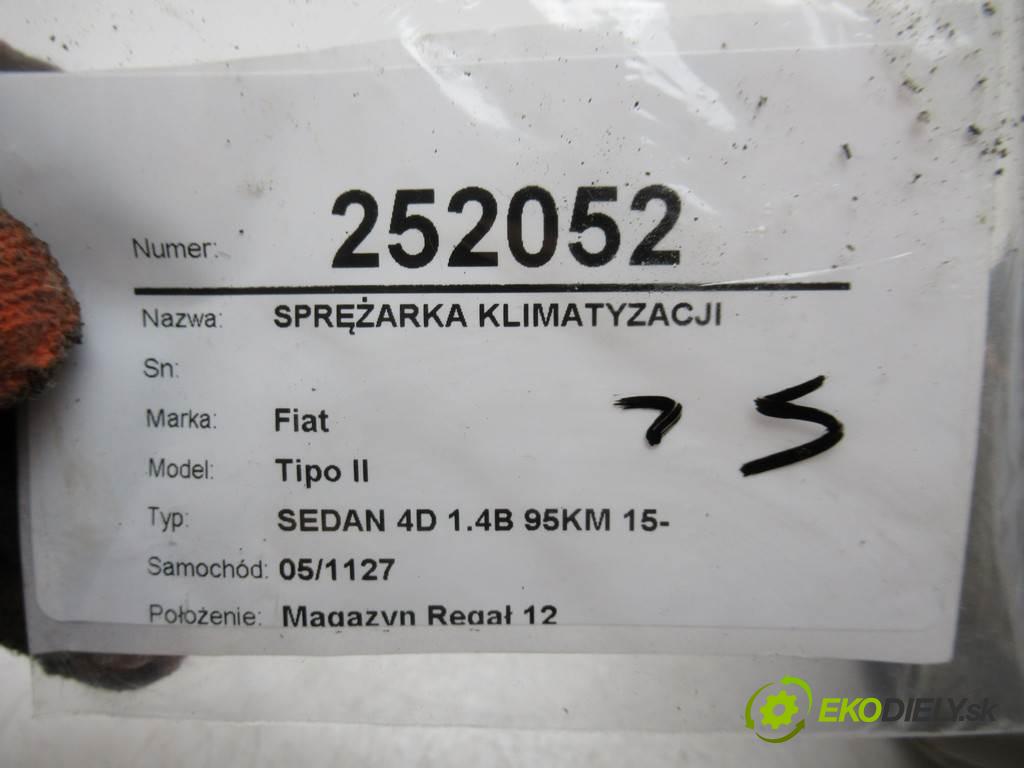 Numer: 252052
Nazwa: SPRĘŻARKA KLIMATYZACJI
Sn:
Marka: Fiat
Model: Tipo II
Typ: SEDAN 4D 1.4B 95KM 15-
Samochód: 05/1127
Położenie: Magazyn Regał 12
EKODIELY.sk